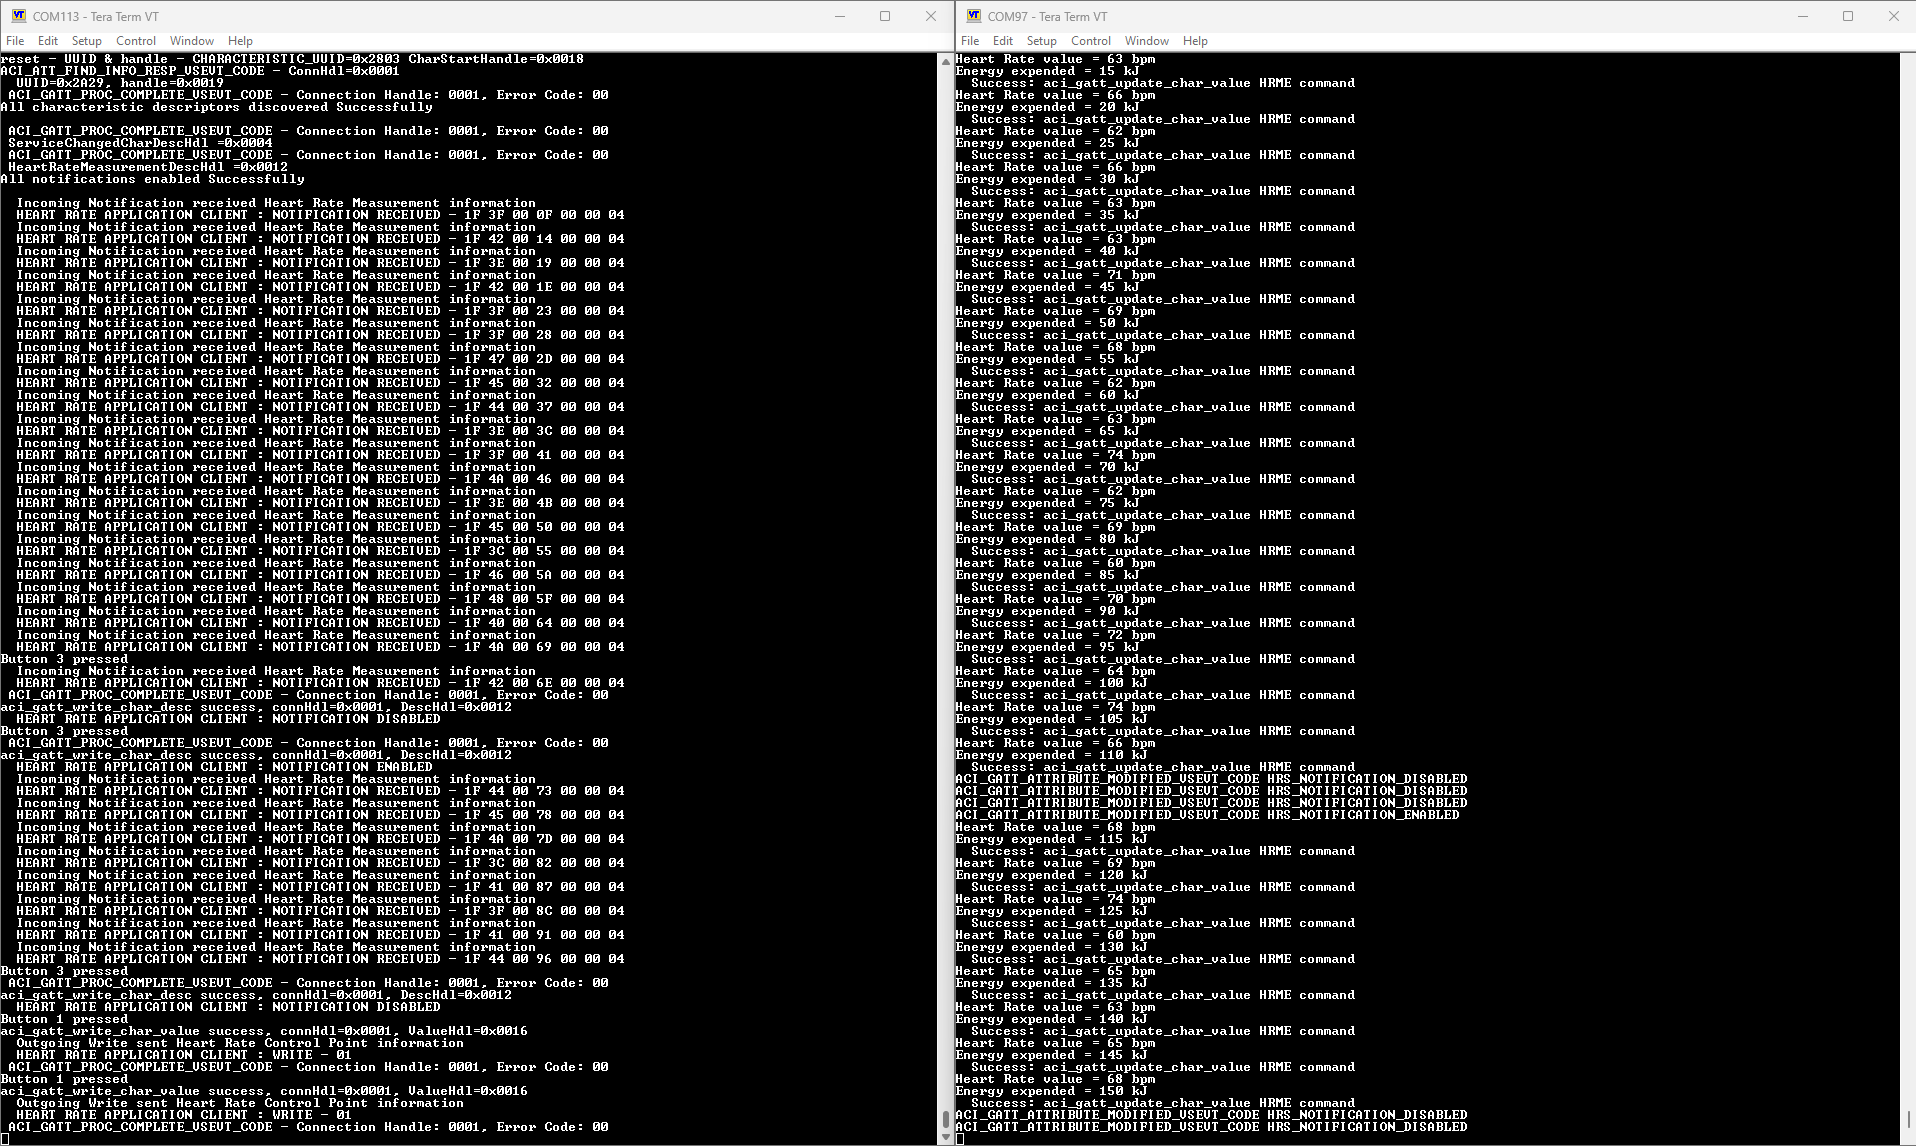 COM113 - Tera Term VT
File Edit Setup Control Window Help
reset - UUID & handle - CHARACTERISTIC_UUID=0x2803 CharStartHandle=0x0018
ACI_ATT_FIND_INFO_RESP_VSEVT_CODE - ConnHdl=0x0001
UUID=0x2A29, handle=0x0019
ACI_GATT_PROC_COMPLETE_VSEVT_CODE - Connection Handle: 0001, Error Code: 00
All characteristic descriptors discovered Successfully
ACI_GATT_PROC_COMPLETE_VSEVT_CODE - Connection Handle: 0001, Error Code: 00
ServiceChangedCharDescHdl =0x0004
ACI_GATT_PROC_COMPLETE_VSEVT_CODE - Connection Handle: 0001, Error Code: 00
HeartRateMeasurementDescHdl =0x0012
All notifications enabled Successfully
Incoming Notification received Heart Rate Measurement information
HEART RATE APPLICATION CLIENT : NOTIFICATION RECEIVED - 1F 3F 00 0F 00 00 04
Incoming Notification received Heart Rate Measurement information
HEART RATE APPLICATION CLIENT : NOTIFICATION RECEIVED - 1F 42 00 14 00 00 04
Incoming Notification received Heart Rate Measurement information
HEART RATE APPLICATION CLIENT : NOTIFICATION RECEIVED - 1F 3E 00 19 00 00 04
Incoming Notification received Heart Rate Measurement information
HEART RATE APPLICATION CLIENT : NOTIFICATION RECEIVED - 1F 42 00 1E 00 00 04
Incoming Notification received Heart Rate Measurement information
HEART RATE APPLICATION CLIENT : NOTIFICATION RECEIVED - 1F 3F 00 23 00 00 04
Incoming Notification received Heart Rate Measurement information
HEART RATE APPLICATION CLIENT : NOTIFICATION RECEIVED - 1F 3F 00 28 00 00 04
Incoming Notification received Heart Rate Measurement information
HEART RATE APPLICATION CLIENT : NOTIFICATION RECEIVED - 1F 47 00 2D 00 00 04
Incoming Notification received Heart Rate Measurement information
HEART RATE APPLICATION CLIENT : NOTIFICATION RECEIVED - 1F 45 00 32 00 00 04
Incoming Notification received Heart Rate Measurement information
HEART RATE APPLICATION CLIENT : NOTIFICATION RECEIVED - 1F 44 00 37 00 00 04
Incoming Notification received Heart Rate Measurement information
HEART RATE APPLICATION CLIENT : NOTIFICATION RECEIVED - 1F 3E 00 3C 00 00 04
Incoming Notification received Heart Rate Measurement information
HEART RATE APPLICATION CLIENT : NOTIFICATION RECEIVED - 1F 3F 00 41 00 00 04
Incoming Notification received Heart Rate Measurement information
HEART RATE APPLICATION CLIENT : NOTIFICATION RECEIVED - 1F 4A 00 46 00 00 04
Incoming Notification received Heart Rate Measurement information
HEART RATE APPLICATION CLIENT : NOTIFICATION RECEIVED - 1F 3E 00 4B 00 00 04
Incoming Notification received Heart Rate Measurement information
HEART RATE APPLICATION CLIENT : NOTIFICATION RECEIVED - 1F 45 00 50 00 00 04
Incoming Notification received Heart Rate Measurement information
HEART RATE APPLICATION CLIENT : NOTIFICATION RECEIVED - 1F 3C 00 55 00 00 04
Incoming Notification received Heart Rate Measurement information
HEART RATE APPLICATION CLIENT : NOTIFICATION RECEIVED - 1F 46 00 5A 00 00 04
Incoming Notification received Heart Rate Measurement information
HEART RATE APPLICATION CLIENT : NOTIFICATION RECEIVED - 1F 48 00 5F 00 00 04
Incoming Notification received Heart Rate Measurement information
HEART RATE APPLICATION CLIENT : NOTIFICATION RECEIVED - 1F 40 00 64 00 00 04
Incoming Notification received Heart Rate Measurement information
HEART RATE APPLICATION CLIENT : NOTIFICATION RECEIVED - 1F 4A 00 69 00 00 04
Button 3 pressed
Incoming Notification received Heart Rate Measurement information
HEART RATE APPLICATION CLIENT : NOTIFICATION RECEIVED - 1F 42 00 6E 00 00 04
ACI_GATT_PROC_COMPLETE_VSEVT_CODE - Connection Handle: 0001, Error Code: 00
aci_gatt_write_char_desc success, connHdl=0x0001, DescHdl=0x0012
HEART RATE APPLICATION CLIENT : NOTIFICATION DISABLED
Button 3 pressed
ACI_GATT_PROC_COMPLETE_VSEVT_CODE - Connection Handle: 0001, Error Code: 00
aci_gatt_write_char_desc success, connHdl=0x0001, DescHdl=0x0012
HEART RATE APPLICATION CLIENT : NOTIFICATION ENABLED
Incoming Notification received Heart Rate Measurement information
HEART RATE APPLICATION CLIENT : NOTIFICATION RECEIVED - 1F 44 00 73 00 00 04
Incoming Notification received Heart Rate Measurement information
HEART RATE APPLICATION CLIENT : NOTIFICATION RECEIVED - 1F 45 00 78 00 00 04
Incoming Notification received Heart Rate Measurement information
HEART RATE APPLICATION CLIENT : NOTIFICATION RECEIVED - 1F 4A 00 7D 00 00 04
Incoming Notification received Heart Rate Measurement information
HEART RATE APPLICATION CLIENT : NOTIFICATION RECEIVED - 1F 3C 00 82 00 00 04
Incoming Notification received Heart Rate Measurement information
HEART RATE APPLICATION CLIENT : NOTIFICATION RECEIVED - 1F 41 00 87 00 00 04
Incoming Notification received Heart Rate Measurement information
HEART RATE APPLICATION CLIENT : NOTIFICATION RECEIVED - 1F 3F 00 8C 00 00 04
Incoming Notification received Heart Rate Measurement information
HEART RATE APPLICATION CLIENT : NOTIFICATION RECEIVED - 1F 41 00 91 00 00 04
Incoming Notification received Heart Rate Measurement information
HEART RATE APPLICATION CLIENT : NOTIFICATION RECEIVED - 1F 44 00 96 00 00 04
Button 3 pressed
ACI_GATT_PROC_COMPLETE_VSEVT_CODE - Connection Handle: 0001, Error Code: 00
aci_gatt_write_char_desc success, connHdl=0x0001, DescHdl=0x0012
HEART RATE APPLICATION CLIENT : NOTIFICATION DISABLED
Button 1 pressed
aci_gatt_write_char_value success, connHdl=0x0001, ValueHdl=0x0016
Outgoing Write sent Heart Rate Control Point information
HEART RATE APPLICATION CLIENT : WRITE - 01
ACI_GATT_PROC_COMPLETE_VSEVT_CODE - Connection Handle: 0001, Error Code: 00
Button 1 pressed
aci_gatt_write_char_value success, connHdl=0x0001, ValueHdl=0x0016
Outgoing Write sent Heart Rate Control Point information
HEART RATE APPLICATION CLIENT : WRITE - 01
ACI_GATT_PROC_COMPLETE_VSEVT_CODE - Connection Handle: 0001, Error Code: 00
COM97 - Tera Term VT
File Edit Setup Control Window Help
Heart Rate value = 63 bpm
Energy expended = 15 kJ
Success: aci_gatt_update_char_value HRME command
Heart Rate value = 66 bpm
Energy expended = 20 kJ
Success: aci_gatt_update_char_value HRME command
Heart Rate value = 62 bpm
Energy expended = 25 kJ
Success: aci_gatt_update_char_value HRME command
Heart Rate value = 66 bpm
Energy expended = 30 kJ
Success: aci_gatt_update_char_value HRME command
Heart Rate value = 63 bpm
Energy expended = 35 kJ
Success: aci_gatt_update_char_value HRME command
Heart Rate value = 63 bpm
Energy expended = 40 kJ
Success: aci_gatt_update_char_value HRME command
Heart Rate value = 71 bpm
Energy expended = 45 kJ
Success: aci_gatt_update_char_value HRME command
Heart Rate value = 69 bpm
Energy expended = 50 kJ
Success: aci_gatt_update_char_value HRME command
Heart Rate value = 68 bpm
Energy expended = 55 kJ
Success: aci_gatt_update_char_value HRME command
Heart Rate value = 62 bpm
Energy expended = 60 kJ
Success: aci_gatt_update_char_value HRME command
Heart Rate value = 63 bpm
Energy expended = 65 kJ
Success: aci_gatt_update_char_value HRME command
Heart Rate value = 74 bpm
Energy expended = 70 kJ
Success: aci_gatt_update_char_value HRME command
Heart Rate value = 62 bpm
Energy expended = 75 kJ
Success: aci_gatt_update_char_value HRME command
Heart Rate value = 69 bpm
Energy expended = 80 kJ
Success: aci_gatt_update_char_value HRME command
Heart Rate value = 60 bpm
Energy expended = 85 kJ
Success: aci_gatt_update_char_value HRME command
Heart Rate value = 70 bpm
Energy expended = 90 kJ
Success: aci_gatt_update_char_value HRME command
Heart Rate value = 72 bpm
Energy expended = 95 kJ
Success: aci_gatt_update_char_value HRME command
Heart Rate value = 64 bpm
Energy expended = 100 kJ
Success: aci_gatt_update_char_value HRME command
Heart Rate value = 74 bpm
Energy expended = 105 kJ
Success: aci_gatt_update_char_value HRME command
Heart Rate value = 66 bpm
Energy expended = 110 kJ
Success: aci_gatt_update_char_value HRME command
ACI_GATT_ATTRIBUTE_MODIFIED_VSEVT_CODE HRS_NOTIFICATION_DISABLED
ACI_GATT_ATTRIBUTE_MODIFIED_VSEVT_CODE HRS_NOTIFICATION_DISABLED
ACI_GATT_ATTRIBUTE_MODIFIED_VSEVT_CODE HRS_NOTIFICATION_DISABLED
ACI_GATT_ATTRIBUTE_MODIFIED_VSEVT_CODE HRS_NOTIFICATION_ENABLED
Heart Rate value = 68 bpm
Energy expended = 115 kJ
Success: aci_gatt_update_char_value HRME command
Heart Rate value = 69 bpm
Energy expended = 120 kJ
Success: aci_gatt_update_char_value HRME command
Heart Rate value = 74 bpm
Energy expended = 125 kJ
Success: aci_gatt_update_char_value HRME command
Heart Rate value = 60 bpm
Energy expended = 130 kJ
Success: aci_gatt_update_char_value HRME command
Heart Rate value = 65 bpm
Energy expended = 135 kJ
Success: aci_gatt_update_char_value HRME command
Heart Rate value = 63 bpm
Energy expended = 140 kJ
Success: aci_gatt_update_char_value HRME command
Heart Rate value = 65 bpm
Energy expended = 145 kJ
Success: aci_gatt_update_char_value HRME command
Heart Rate value = 68 bpm
Energy expended = 150 kJ
Success: aci_gatt_update_char_value HRME command
ACI_GATT_ATTRIBUTE_MODIFIED_VSEVT_CODE HRS_NOTIFICATION_DISABLED
ACI_GATT_ATTRIBUTE_MODIFIED_VSEVT_CODE HRS_NOTIFICATION_DISABLED